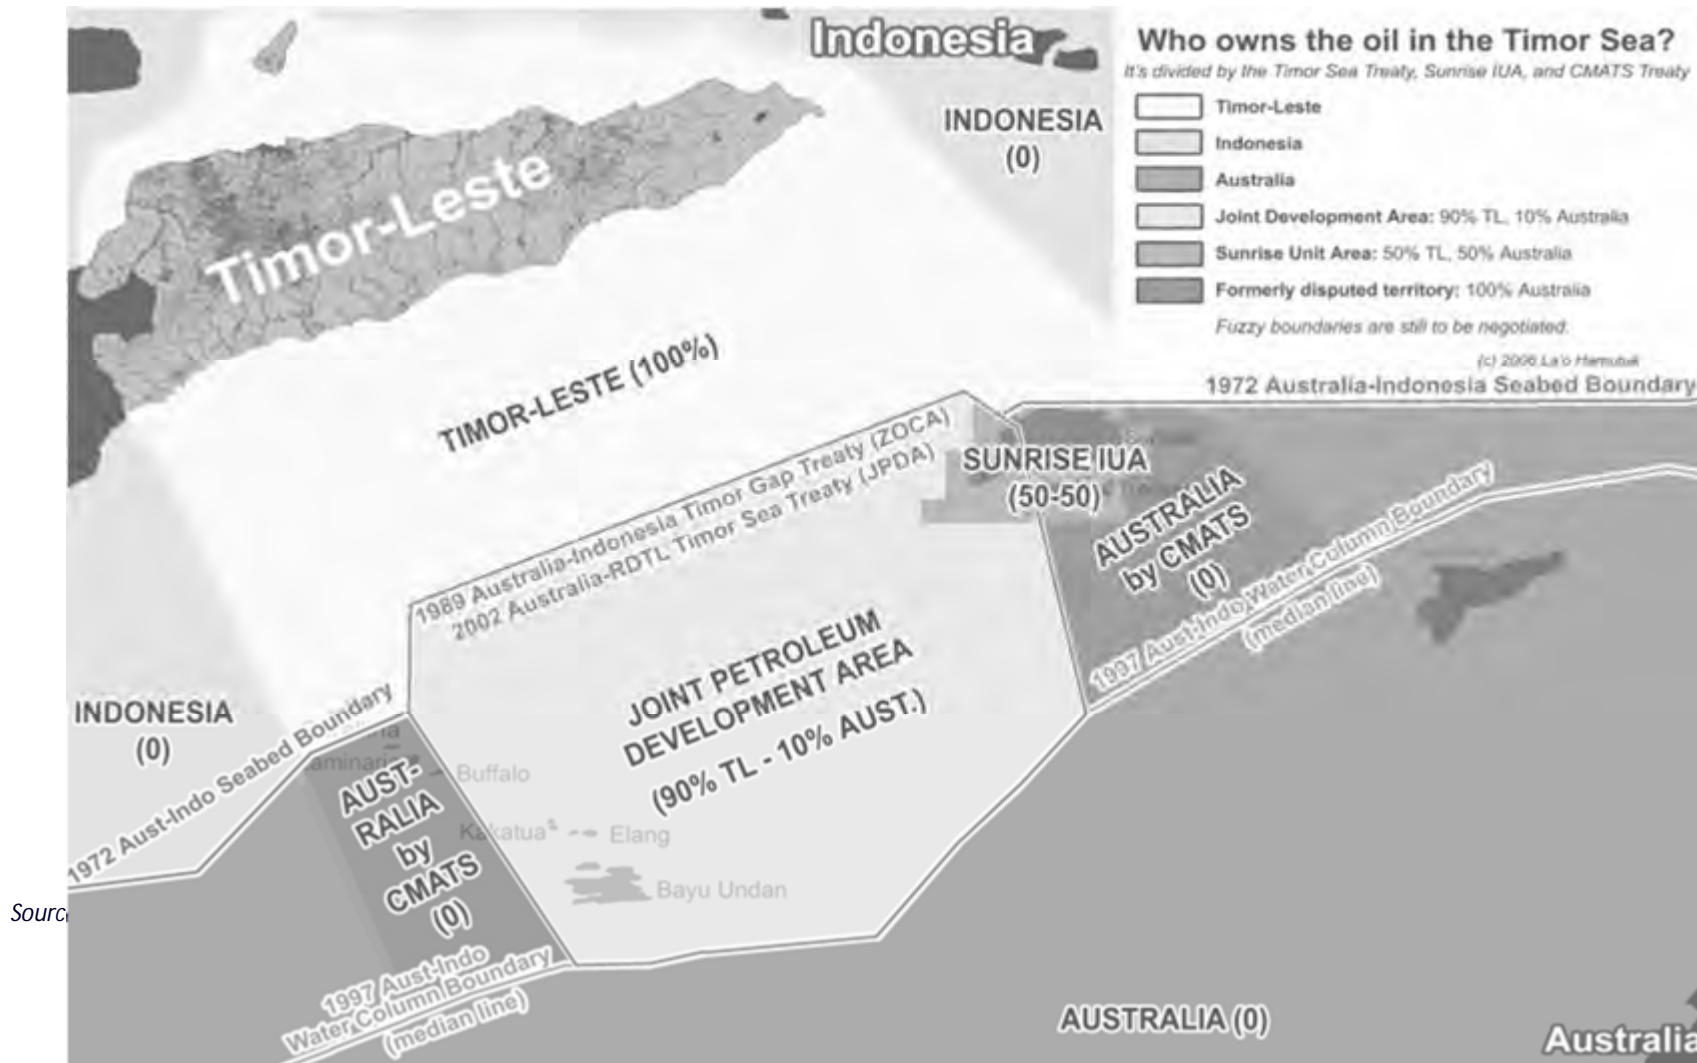 Indonesia
Who owns the oil in the Timor Sea?
It's divided by the Timor Sea Treaty, Sunrise IUA, and CMATS Treaty
Timor-Leste
Indonesia
Australia
Joint Development Area: 90% TL, 10% Australia
Sunrise Unit Area: 50% TL, 50% Australia
Formerly disputed territory: 100% Australia
Fuzzy boundaries are still to be negotiated.
(c) 2006 La'o Hamutuk
1972 Australia-Indonesia Seabed Boundary
INDONESIA
(0)
Timor-Leste
TIMOR-LESTE (100%)
1989 Australia-Indonesia Timor Gap Treaty (ZOCA)
2002 Australia-RDTL Timor Sea Treaty (JPDA)
SUNRISE IUA
(50-50)
AUSTRALIA
by CMATS
(0)
1997 Aust-Indo Water Column Boundary
(median line)
JOINT PETROLEUM
DEVELOPMENT AREA
(90% TL - 10% AUST.)
INDONESIA
(0)
1972 Aust-Indo Seabed Boundary
AUST-
RALIA
by
CMATS
(0)
Buffalo
Kakatua
Elang
Bayu Undan
Sourc
1997 Aust-Indo
Water Column Boundary
(median line)
AUSTRALIA (0)
Australia